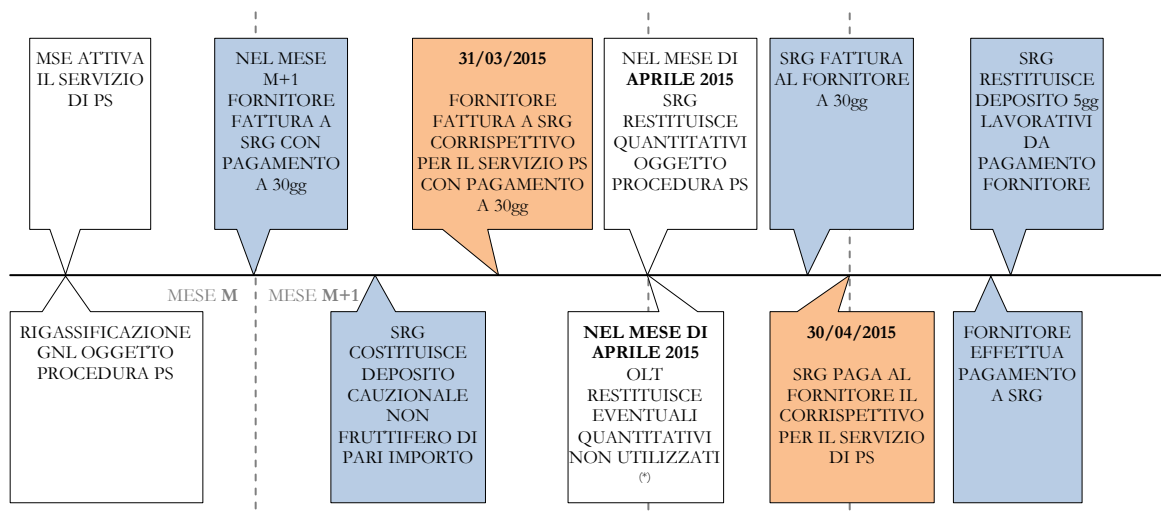 MSE ATTIVA
IL SERVIZIO
DI PS
NEL MESE
M+1
FORNITORE
FATTURA A
SRG CON
PAGAMENTO
A 30gg
31/03/2015
FORNITORE
FATTURA A SRG
CORRISPETTIVO
PER IL SERVIZIO PS
CON PAGAMENTO
A 30gg
NEL MESE DI
APRILE 2015
SRG
RESTITUISCE
QUANTITATIVI
OGGETTO
PROCEDURA PS
SRG FATTURA
AL FORNITORE
A 30gg
SRG
RESTITUISCE
DEPOSITO 5gg
LAVORATIVI
DA
PAGAMENTO
FORNITORE
MESE M
MESE M+1
RIGASSIFICAZIONE
GNL OGGETTO
PROCEDURA PS
SRG
COSTITUISCE
DEPOSITO
CAUZIONALE
NON
FRUTTIFERO DI
PARI IMPORTO
NEL MESE DI
APRILE 2015
OLT
RESTITUISCE
EVENTUALI
QUANTITATIVI
NON UTILIZZATI
(*)
30/04/2015
SRG PAGA AL
FORNITORE IL
CORRISPETTIVO
PER IL SERVIZIO
DI PS
FORNITORE
EFFETTUA
PAGAMENTO
A SRG